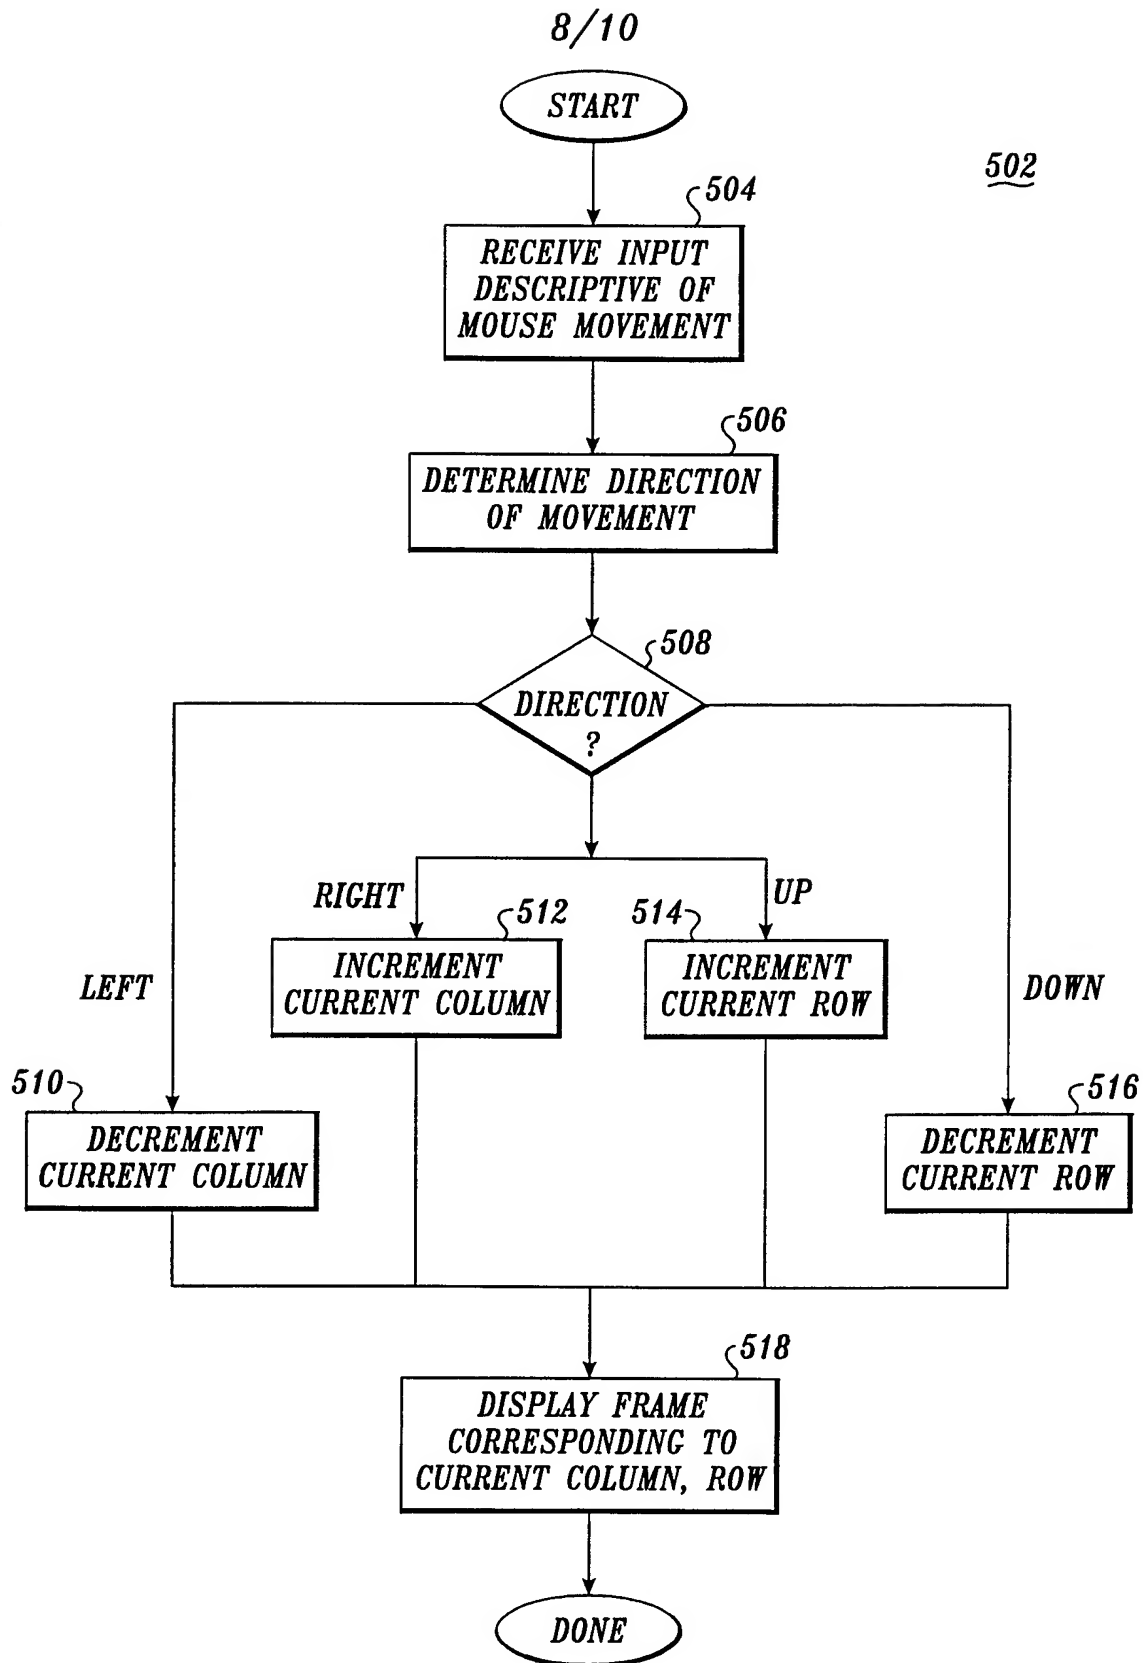 8/10
START
502
504
RECEIVE INPUT
DESCRIPTIVE OF
MOUSE MOVEMENT
506
DETERMINE DIRECTION
OF MOVEMENT
508
DIRECTION
?
RIGHT
UP
512
514
INCREMENT
CURRENT COLUMN
INCREMENT
CURRENT ROW
LEFT
DOWN
510
516
DECREMENT
CURRENT COLUMN
DECREMENT
CURRENT ROW
518
DISPLAY FRAME
CORRESPONDING TO
CURRENT COLUMN, ROW
DONE